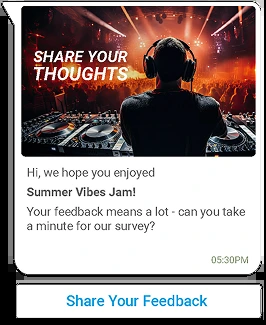 SHARE YOUR
THOUGHTS
Hi, we hope you enjoyed
Summer Vibes Jam!
Your feedback means a lot - can you take
a minute for our survey?
05:30PM
Share Your Feedback